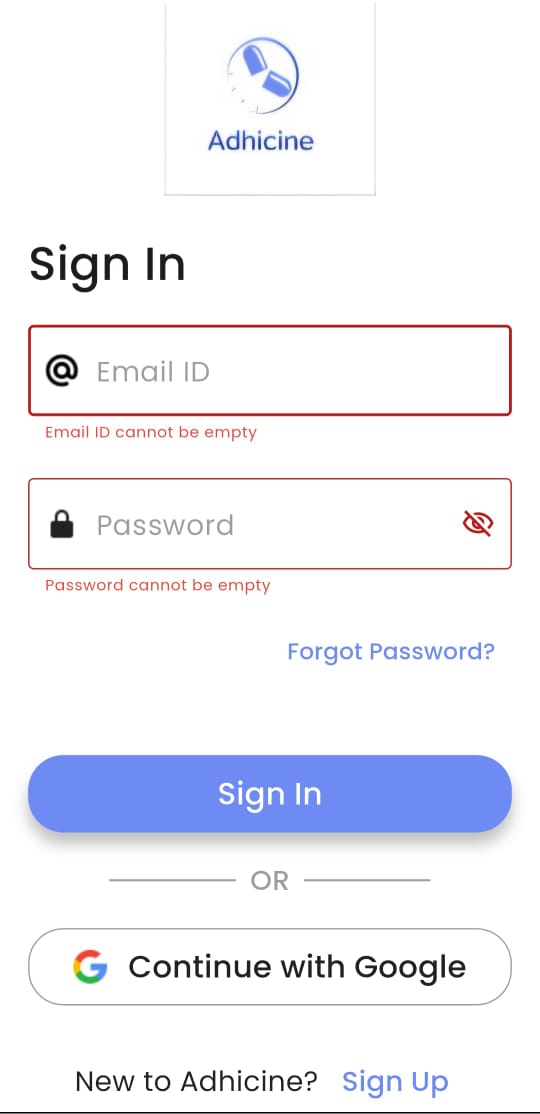 Adhicine
Sign In
Email ID
Email ID cannot be empty
Password
Password cannot be empty
Forgot Password?
Sign In
OR
Continue with Google
New to Adhicine? Sign Up